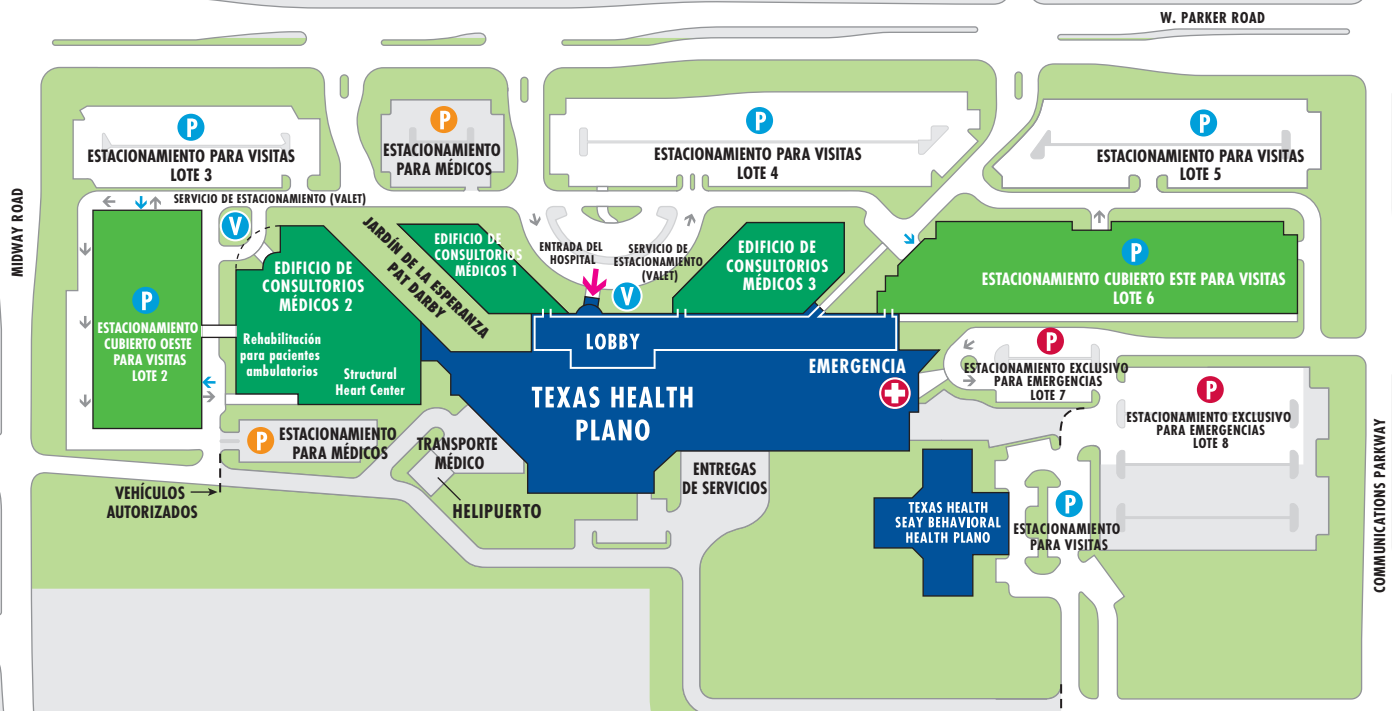 W. PARKER ROAD
MIDWAY ROAD
COMMUNICATIONS PARKWAY
P
ESTACIONAMIENTO PARA VISITAS
LOTE 3
P
ESTACIONAMIENTO
PARA MÉDICOS
P
ESTACIONAMIENTO PARA VISITAS
LOTE 4
P
ESTACIONAMIENTO PARA VISITAS
LOTE 5
SERVICIO DE ESTACIONAMIENTO (VALET)
V
JARDÍN DE LA ESPERANZA
PAT DARBY
EDIFICIO DE
CONSULTORIOS
MÉDICOS 1
ENTRADA DEL
HOSPITAL
SERVICIO DE
ESTACIONAMIENTO
(VALET)
V
EDIFICIO DE
CONSULTORIOS
MÉDICOS 3
P
ESTACIONAMIENTO CUBIERTO ESTE PARA VISITAS
LOTE 6
P
ESTACIONAMIENTO
CUBIERTO OESTE
PARA VISITAS
LOTE 2
EDIFICIO DE
CONSULTORIOS
MÉDICOS 2
Rehabilitación
para pacientes
ambulatorios
Structural
Heart Center
LOBBY
TEXAS HEALTH
PLANO
EMERGENCIA
P
ESTACIONAMIENTO EXCLUSIVO
PARA EMERGENCIAS
LOTE 7
P
ESTACIONAMIENTO EXCLUSIVO
PARA EMERGENCIAS
LOTE 8
P
ESTACIONAMIENTO
PARA MÉDICOS
TRANSPORTE
MÉDICO
HELIPUERTO
VEHÍCULOS
AUTORIZADOS
ENTREGAS
DE SERVICIOS
TEXAS HEALTH
SEAY BEHAVIORAL
HEALTH PLANO
P
ESTACIONAMIENTO
PARA VISITAS